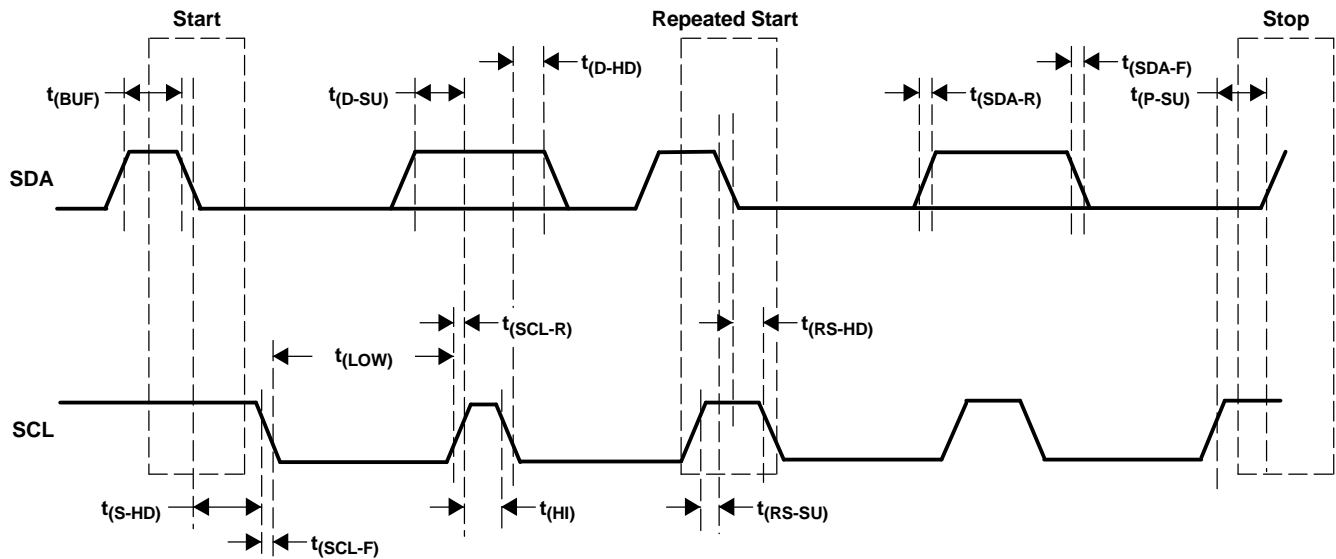 Start
Repeated Start
Stop
t(BUF)
t(D-SU)
t(D-HD)
t(SDA-R)
t(SDA-F)
t(P-SU)
SDA
t(SCL-R)
t(RS-HD)
t(LOW)
SCL
t(S-HD)
t(SCL-F)
t(HI)
t(RS-SU)